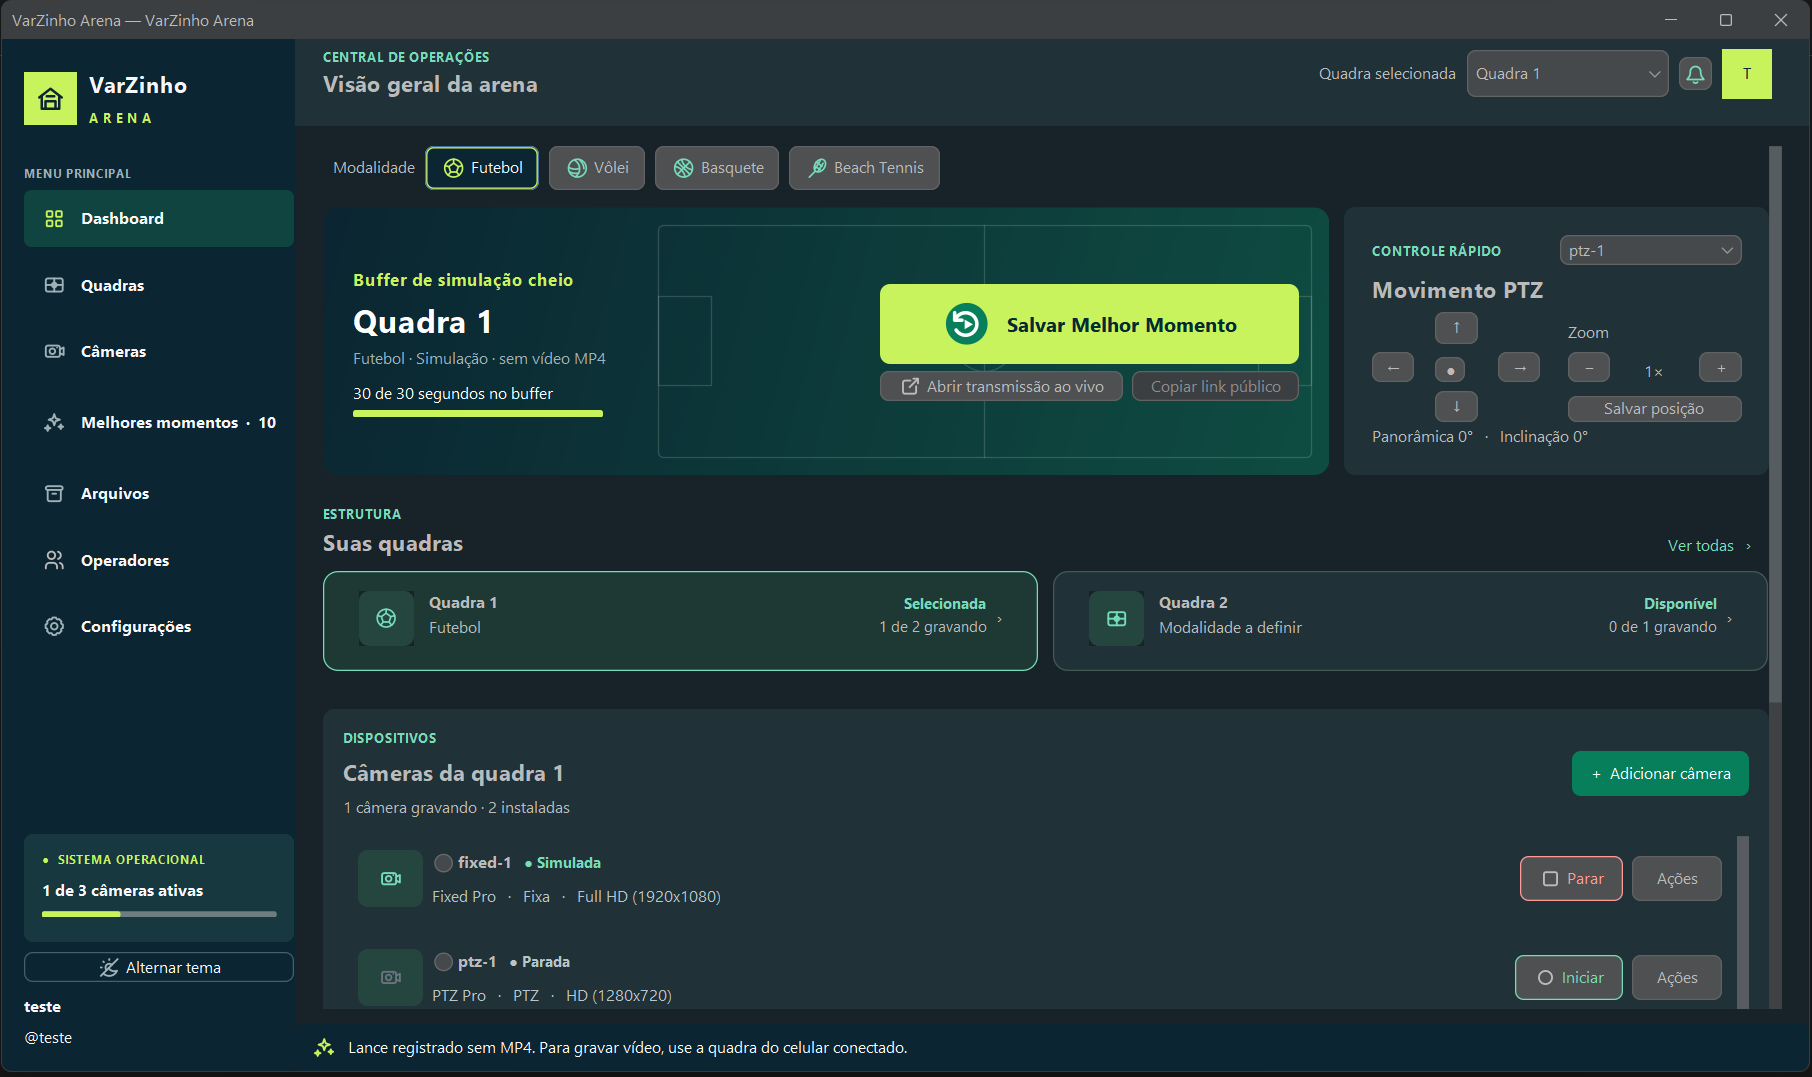 VarZinho Arena — VarZinho Arena
VarZinho
ARENA
MENU PRINCIPAL
Dashboard
Quadras
Câmeras
Melhores momentos · 10
Arquivos
Operadores
Configurações
• SISTEMA OPERACIONAL
1 de 3 câmeras ativas
Alternar tema
teste
@teste
CENTRAL DE OPERAÇÕES
Visão geral da arena
Quadra selecionada
Quadra 1
T
Modalidade
Futebol
Vôlei
Basquete
Beach Tennis
Buffer de simulação cheio
Quadra 1
Futebol · Simulação · sem vídeo MP4
30 de 30 segundos no buffer
Salvar Melhor Momento
Abrir transmissão ao vivo
Copiar link público
CONTROLE RÁPIDO
ptz-1
Movimento PTZ
↑
Zoom
←
●
→
−
1×
+
↓
Salvar posição
Panorâmica 0° · Inclinação 0°
ESTRUTURA
Suas quadras
Ver todas ›
Quadra 1
Futebol
Selecionada
1 de 2 gravando ›
Quadra 2
Modalidade a definir
Disponível
0 de 1 gravando ›
DISPOSITIVOS
Câmeras da quadra 1
1 câmera gravando · 2 instaladas
+ Adicionar câmera
fixed-1 ● Simulada
Fixed Pro · Fixa · Full HD (1920x1080)
Parar
Ações
ptz-1 ● Parada
PTZ Pro · PTZ · HD (1280x720)
Iniciar
Ações
Lance registrado sem MP4. Para gravar vídeo, use a quadra do celular conectado.